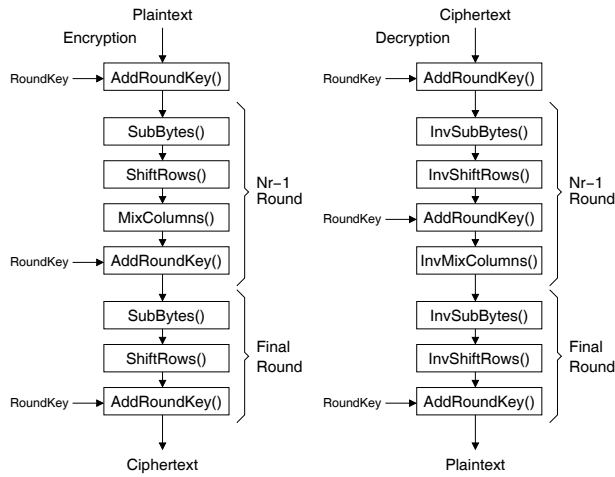 Plaintext
Encryption
RoundKey
AddRoundKey()
SubBytes()
ShiftRows()
MixColumns()
RoundKey
AddRoundKey()
Nr-1
Round
SubBytes()
ShiftRows()
RoundKey
AddRoundKey()
Final
Round
Ciphertext
Ciphertext
Decryption
RoundKey
AddRoundKey()
InvSubBytes()
InvShiftRows()
RoundKey
AddRoundKey()
InvMixColumns()
Nr-1
Round
InvSubBytes()
InvShiftRows()
RoundKey
AddRoundKey()
Final
Round
Plaintext